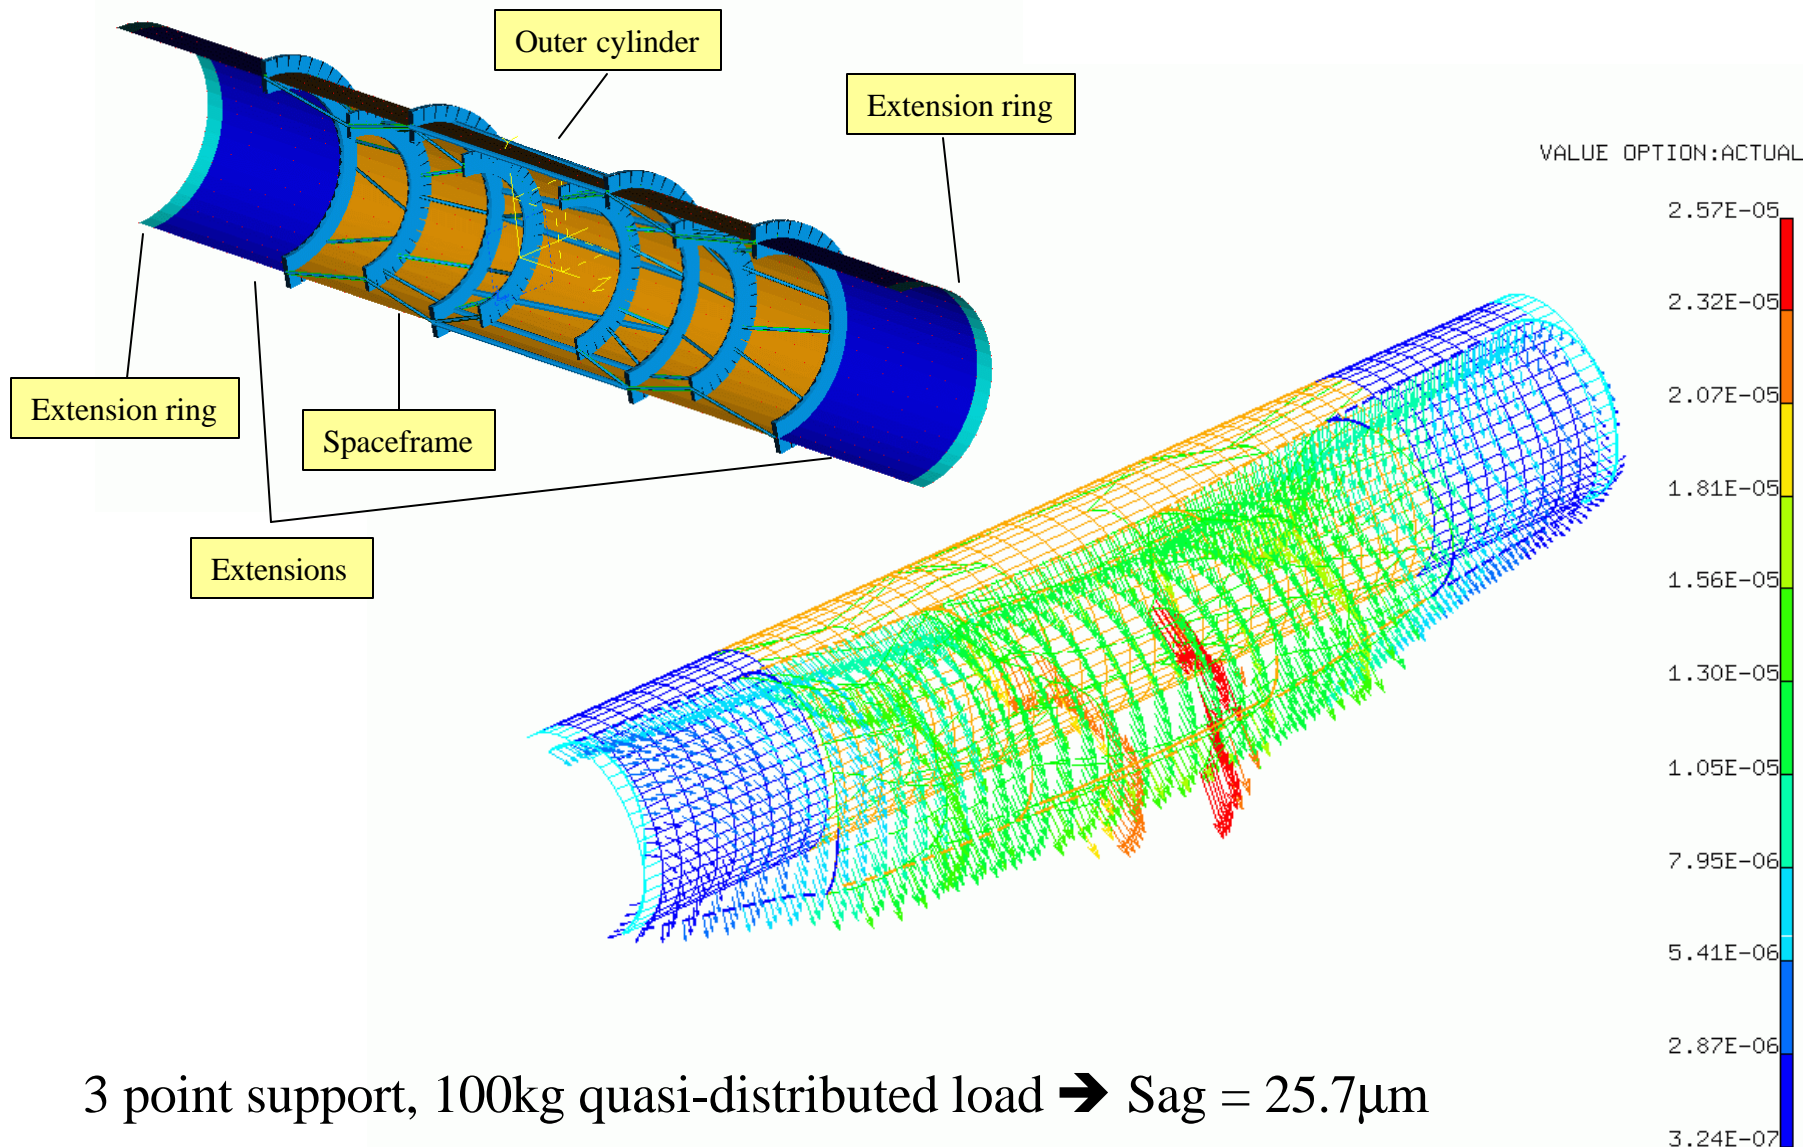 Outer cylinder
Extension ring
VALUE OPTION:ACTUAL
2.57E-05
2.32E-05
2.07E-05
1.81E-05
1.56E-05
1.30E-05
1.05E-05
7.95E-06
5.41E-06
2.87E-06
3.24E-07
Y
Z
Extension ring
Spaceframe
Extensions
3 point support, 100kg quasi-distributed load ➔ Sag = 25.7μm